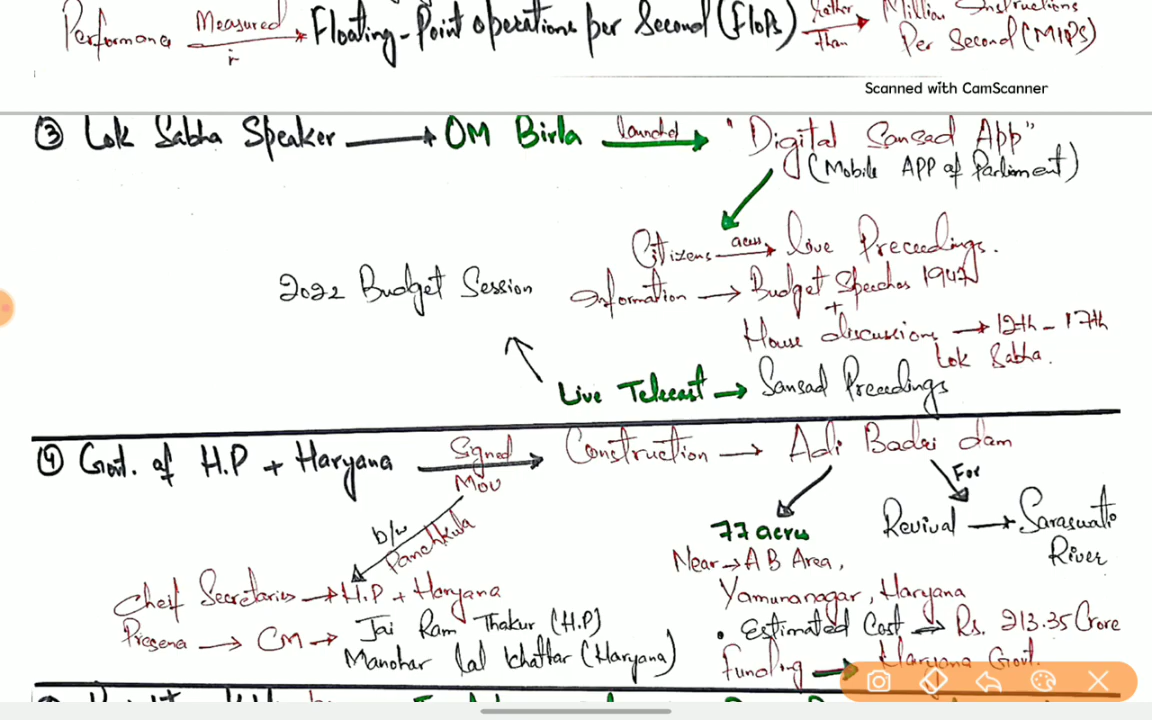 Performance Measured in → Floating-Point operations per Second (FloPs) Rather Than → Million Instructions Per Second (MIPS)
Scanned with CamScanner
③ Lok Sabha Speaker → OM Birla launched → "Digital Sansad App"
(Mobile APP of Parliment)
Citizens → live Preceedings.
2022 Budget Session
Information → Budget Speeches 1947
+
House discussions → 12th - 17th
Lok Sabha.
Live Telecast → Sansad Preceedings
④ Govt. of H.P + Haryana Signed MOU → Construction → Adi Badri dam
For
b/w
Panchkula
77 acres
Revival → Saraswati
River
Near → A B Area,
Yamunanagar, Haryana
Cheif Secretaries → H.P + Haryana
Presena → CM → Jai Ram Thakur (H.P)
Manohar lal khattar (Haryana)
• Estimated Cost → Rs. 213.35 Crore
Funding → Haryana Govt.